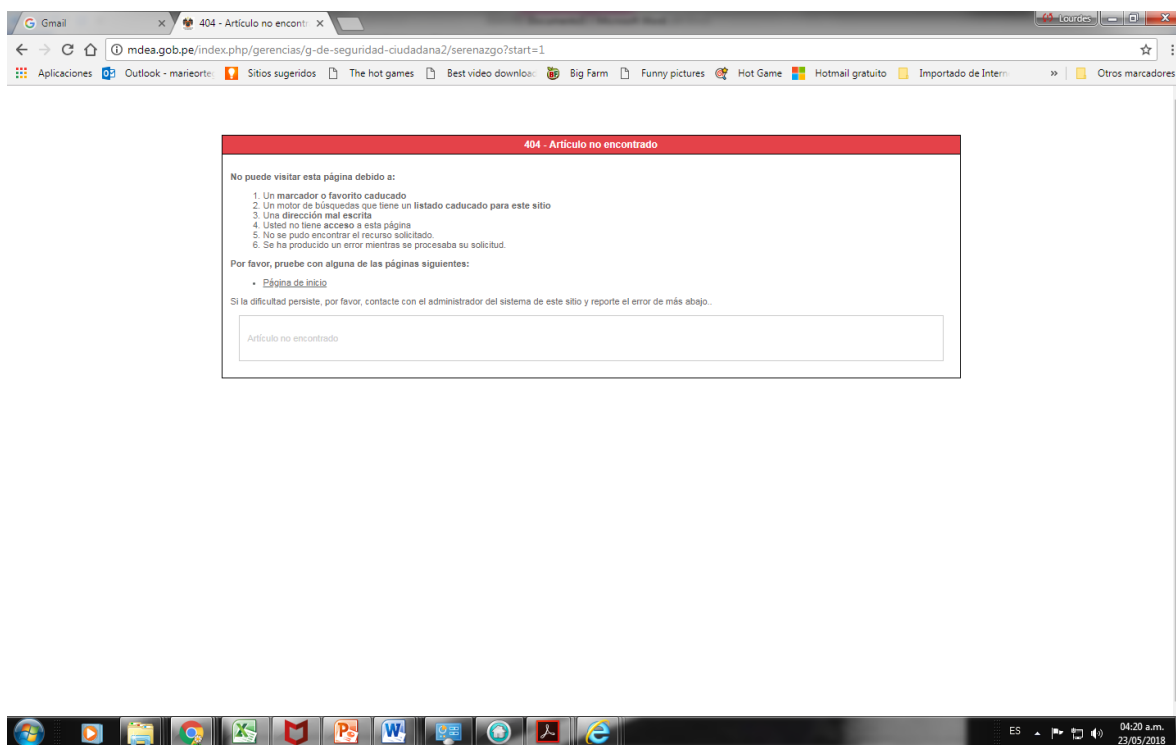 Gmail
404 - Artículo no encontr
Lourdes
mdea.gob.pe/index.php/gerencias/g-de-seguridad-ciudadana2/serenazgo?start=1
Aplicaciones Outlook - marieorte Sitios sugeridos The hot games Best video downloac Big Farm Funny pictures Hot Game Hotmail gratuito Importado de Intern » Otros marcadores
404 - Artículo no encontrado
No puede visitar esta página debido a:
1. Un marcador o favorito caducado
2. Un motor de búsquedas que tiene un listado caducado para este sitio
3. Una dirección mal escrita
4. Usted no tiene acceso a esta página
5. No se pudo encontrar el recurso solicitado.
6. Se ha producido un error mientras se procesaba su solicitud.
Por favor, pruebe con alguna de las páginas siguientes:
• Página de inicio
Si la dificultad persiste, por favor, contacte con el administrador del sistema de este sitio y reporte el error de más abajo..
Artículo no encontrado
ES
04:20 a.m.
23/05/2018